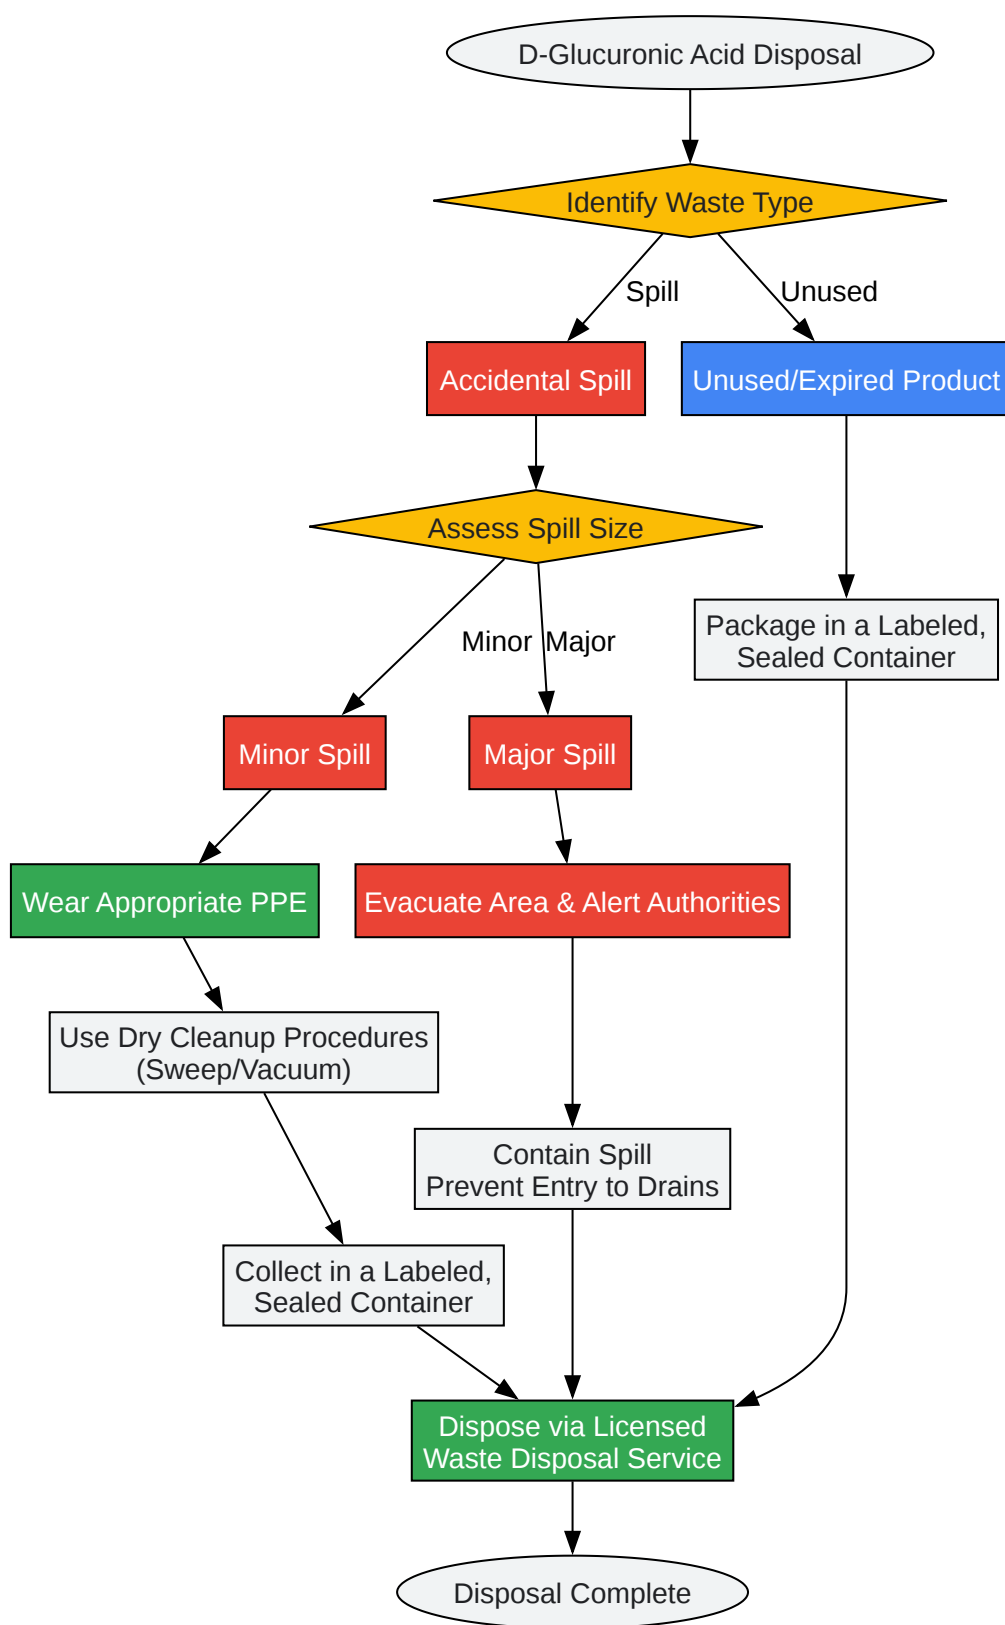 D-Glucuronic Acid Disposal
Identify Waste Type
Spill
Unused
Accidental Spill
Unused/Expired Product
Assess Spill Size
Package in a Labeled,
Sealed Container
Minor
Major
Minor Spill
Major Spill
Wear Appropriate PPE
Evacuate Area & Alert Authorities
Use Dry Cleanup Procedures
(Sweep/Vacuum)
Contain Spill
Prevent Entry to Drains
Collect in a Labeled,
Sealed Container
Dispose via Licensed
Waste Disposal Service
Disposal Complete